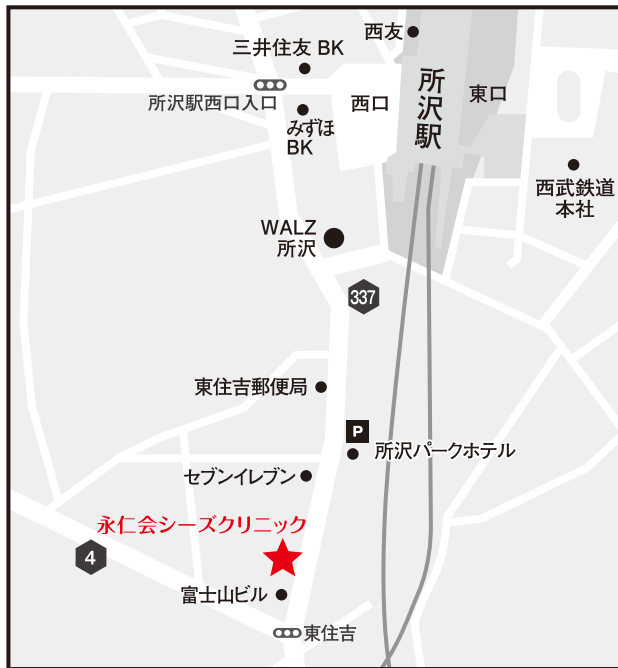 西友
三井住友 BK
所沢駅
西口
東口
所沢駅西口入口
みずほ
BK
西武鉄道
本社
WALZ
所沢
337
東住吉郵便局
P
所沢パークホテル
セブンイレブン
永仁会シーズクリニック
4
富士山ビル
東住吉